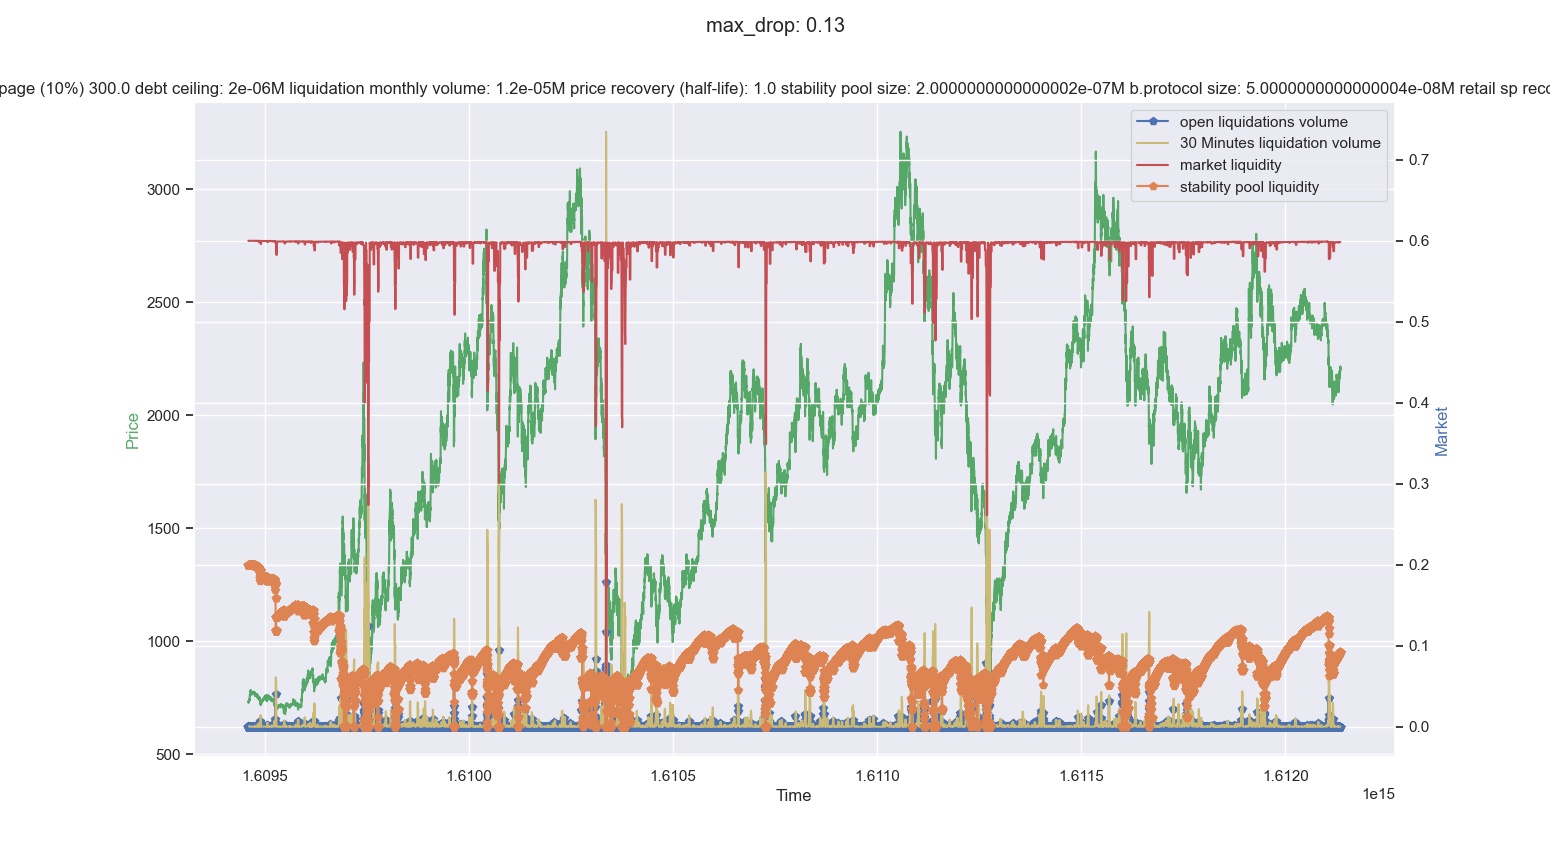 max_drop: 0.13
page (10%) 300.0 debt ceiling: 2e-06M liquidation monthly volume: 1.2e-05M price recovery (half-life): 1.0 stability pool size: 2.0000000000000002e-07M b.protocol size: 5.0000000000000004e-08M retail sp reco
open liquidations volume
30 Minutes liquidation volume
market liquidity
stability pool liquidity
3000
2500
2000
1500
1000
500
Price
0.7
0.6
0.5
0.4
0.3
0.2
0.1
0.0
Market
1.6095 1.6100 1.6105 1.6110 1.6115 1.6120
Time
1e15